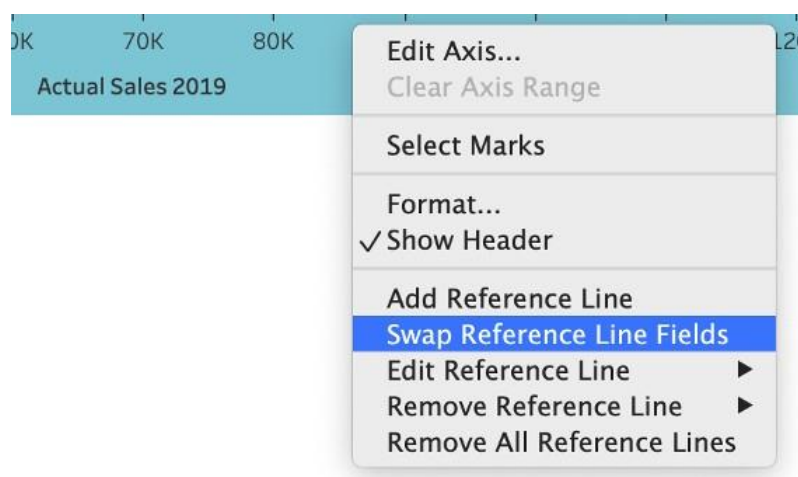 70K 80K
Actual Sales 2019
Edit Axis...
Clear Axis Range
Select Marks
Format...
✓ Show Header
Add Reference Line
Swap Reference Line Fields
Edit Reference Line ▶
Remove Reference Line ▶
Remove All Reference Lines